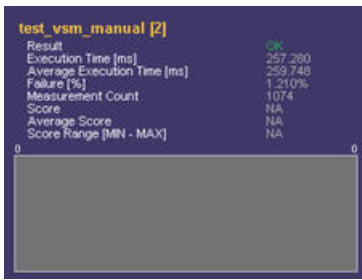 test_vsm_manual [2]
Result OK
Execution Time [ms] 257.280
Average Execution Time [ms] 259.748
Failure [%] 1.210%
Measurement Count 1074
Score NA
Average Score NA
Score Range [MIN - MAX] NA
0 0